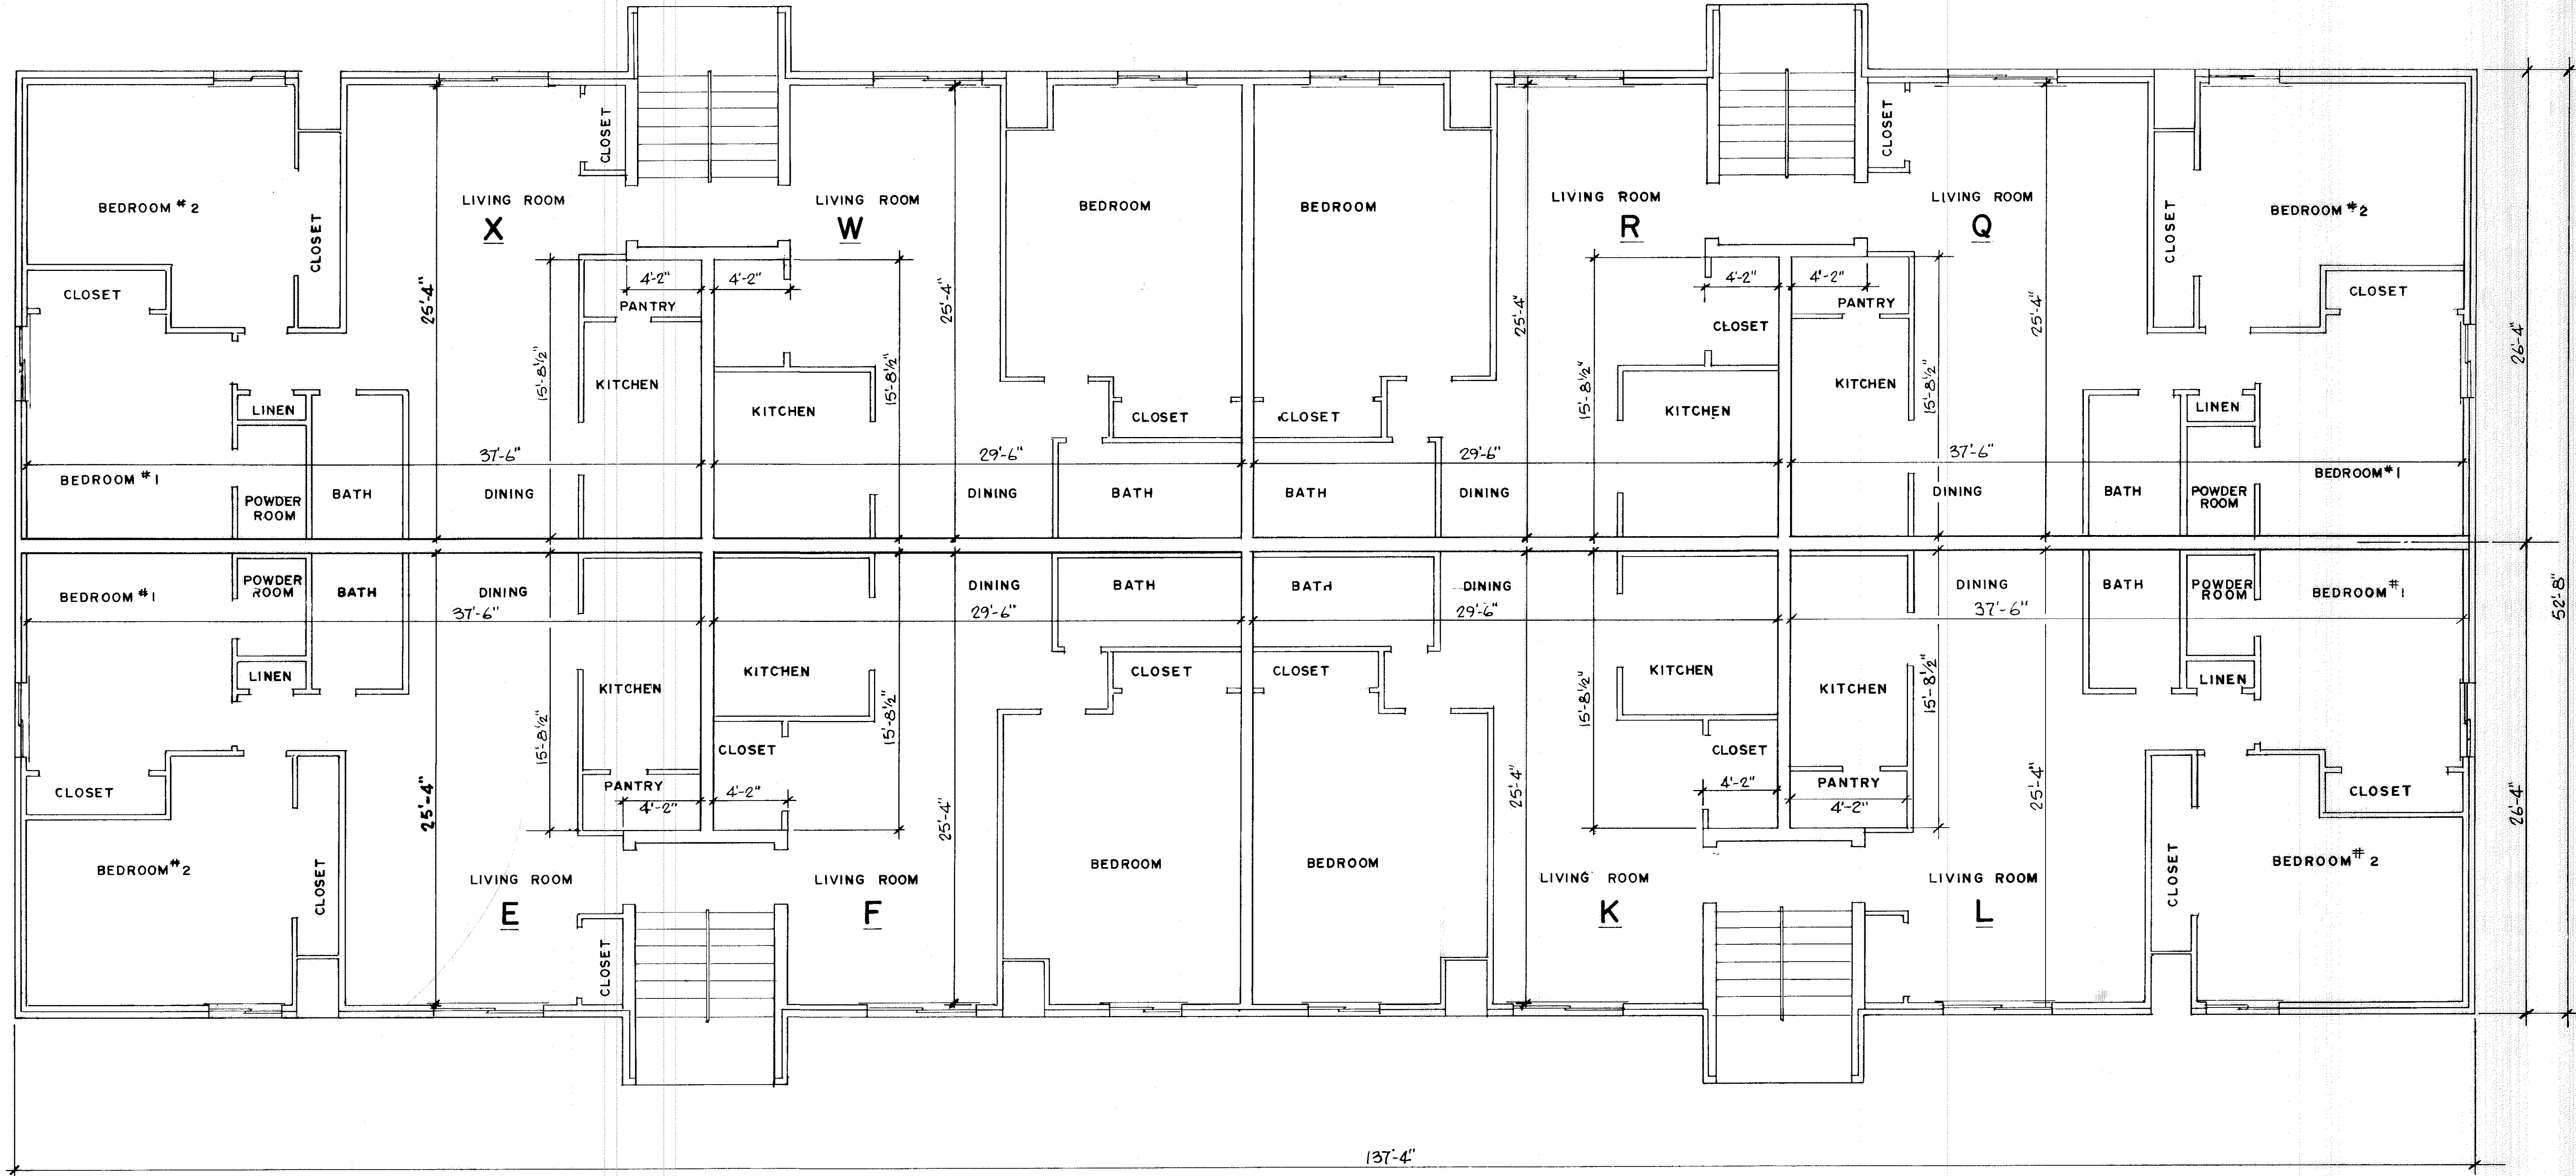 CLOSET
CLOSET
LIVING ROOM
X
LIVING ROOM
W
BEDROOM
BEDROOM
LIVING ROOM
R
LIVING ROOM
Q
BEDROOM #2
BEDROOM #2
CLOSET
CLOSET
CLOSET
CLOSET
25'-4"
4'-2"
4'-2"
PANTRY
25'-4"
25'-4"
4'-2"
4'-2"
PANTRY
25'-4"
26'-4"
CLOSET
15'-8½"
KITCHEN
15'-8½"
15'-8½"
KITCHEN
15'-8½"
LINEN
KITCHEN
CLOSET
CLOSET
KITCHEN
LINEN
37'-6"
29'-6"
29'-6"
37'-6"
BEDROOM #1
POWDER
ROOM
BATH
DINING
DINING
BATH
BATH
DINING
DINING
BATH
POWDER
ROOM
BEDROOM #1
BEDROOM #1
POWDER
ROOM
BATH
DINING
DINING
BATH
BATH
DINING
DINING
BATH
POWDER
ROOM
BEDROOM #1
52'-8"
37'-6"
29'-6"
29'-6"
37'-6"
LINEN
KITCHEN
KITCHEN
CLOSET
CLOSET
KITCHEN
KITCHEN
LINEN
15'-8½"
15'-8½"
15'-8½"
15'-8½"
CLOSET
CLOSET
CLOSET
PANTRY
4'-2"
4'-2"
4'-2"
PANTRY
4'-2"
CLOSET
25'-4"
25'-4"
25'-4"
25'-4"
26'-4"
BEDROOM #2
CLOSET
LIVING ROOM
E
LIVING ROOM
F
BEDROOM
BEDROOM
LIVING ROOM
K
LIVING ROOM
L
CLOSET
BEDROOM # 2
CLOSET
137'-4"